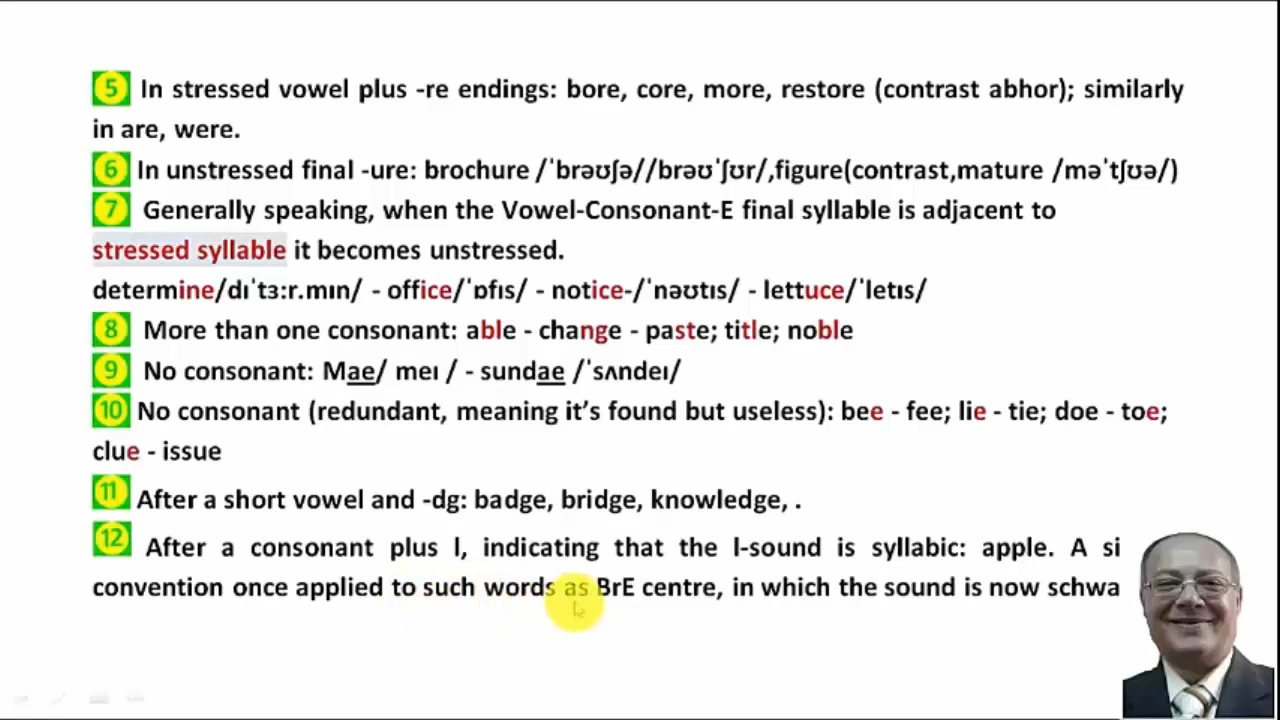 5 In stressed vowel plus -re endings: bore, core, more, restore (contrast abhor); similarly
in are, were.
6 In unstressed final -ure: brochure /ˈbrəʊʃə//brəʊˈʃʊr/,figure(contrast,mature /məˈtʃʊə/)
7 Generally speaking, when the Vowel-Consonant-E final syllable is adjacent to
stressed syllable it becomes unstressed.
determine/dɪˈtɜ:r.mɪn/ - office/ˈɒfɪs/ - notice-/ˈnəʊtɪs/ - lettuce/ˈletɪs/
8 More than one consonant: able - change - paste; title; noble
9 No consonant: Mae/ meɪ / - sundae /ˈsʌndeɪ/
10 No consonant (redundant, meaning it’s found but useless): bee - fee; lie - tie; doe - toe;
clue - issue
11 After a short vowel and -dg: badge, bridge, knowledge, .
12 After a consonant plus l, indicating that the l-sound is syllabic: apple. A si
convention once applied to such words as BrE centre, in which the sound is now schwa